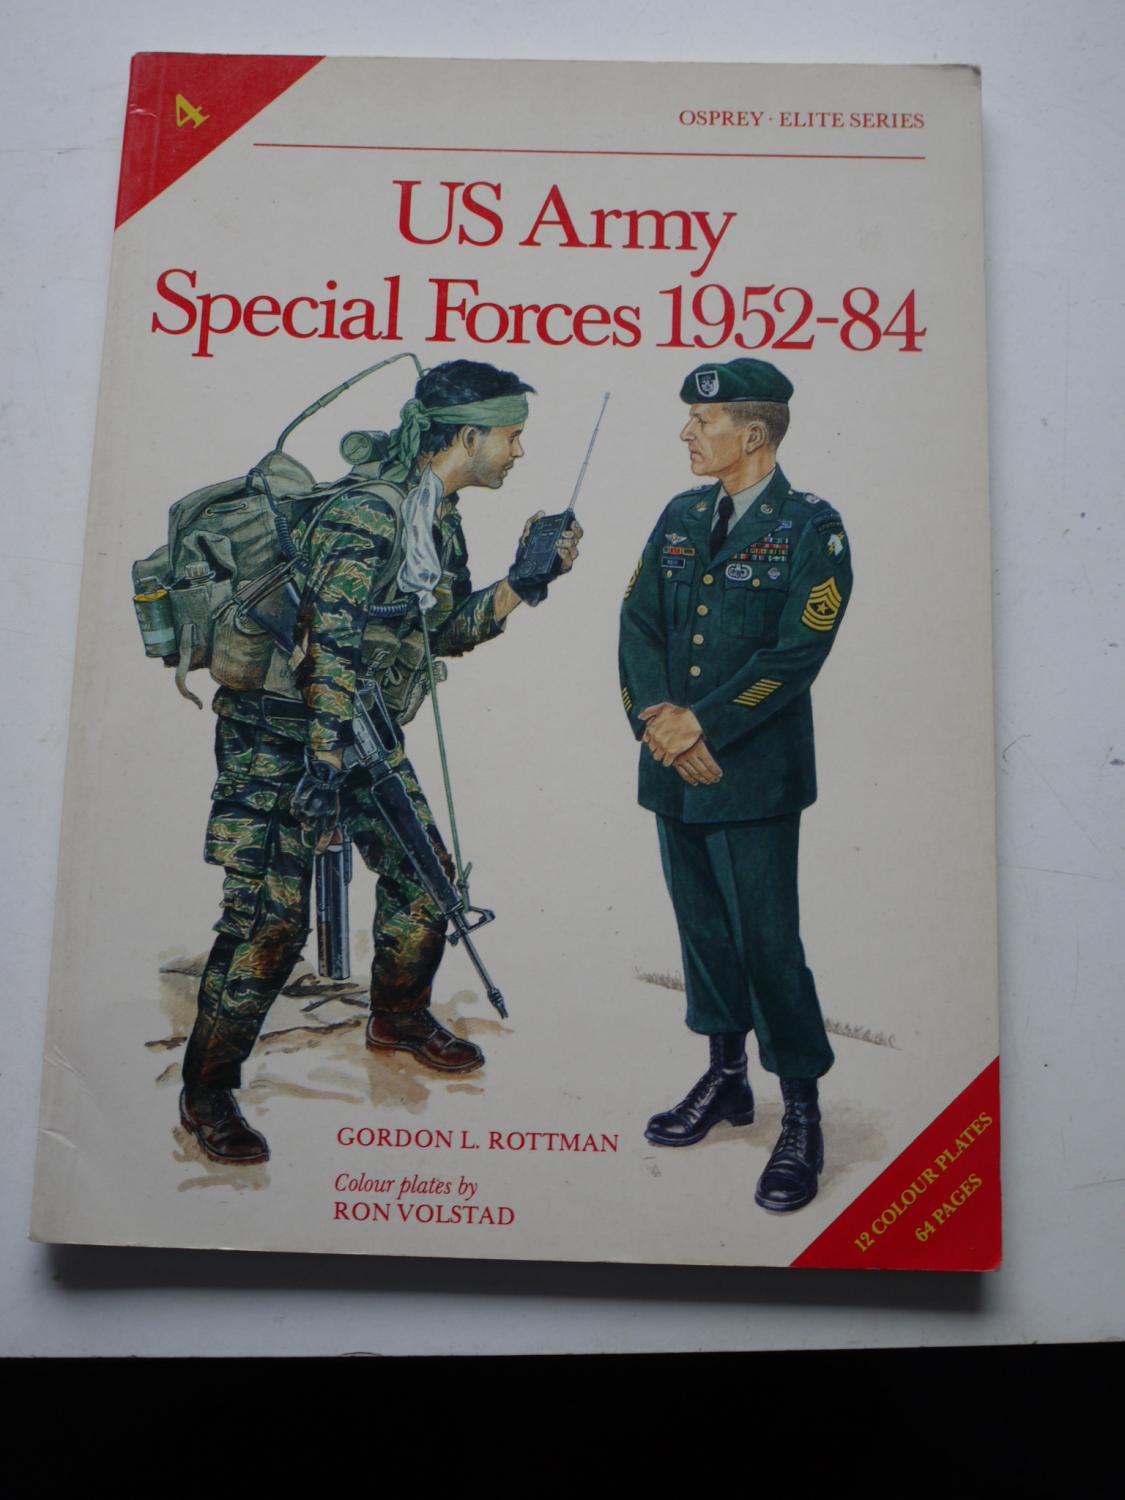 4
OSPREY · ELITE SERIES
US Army
Special Forces 1952-84
GORDON L. ROTTMAN
Colour plates by
RON VOLSTAD
12 COLOUR PLATES
64 PAGES